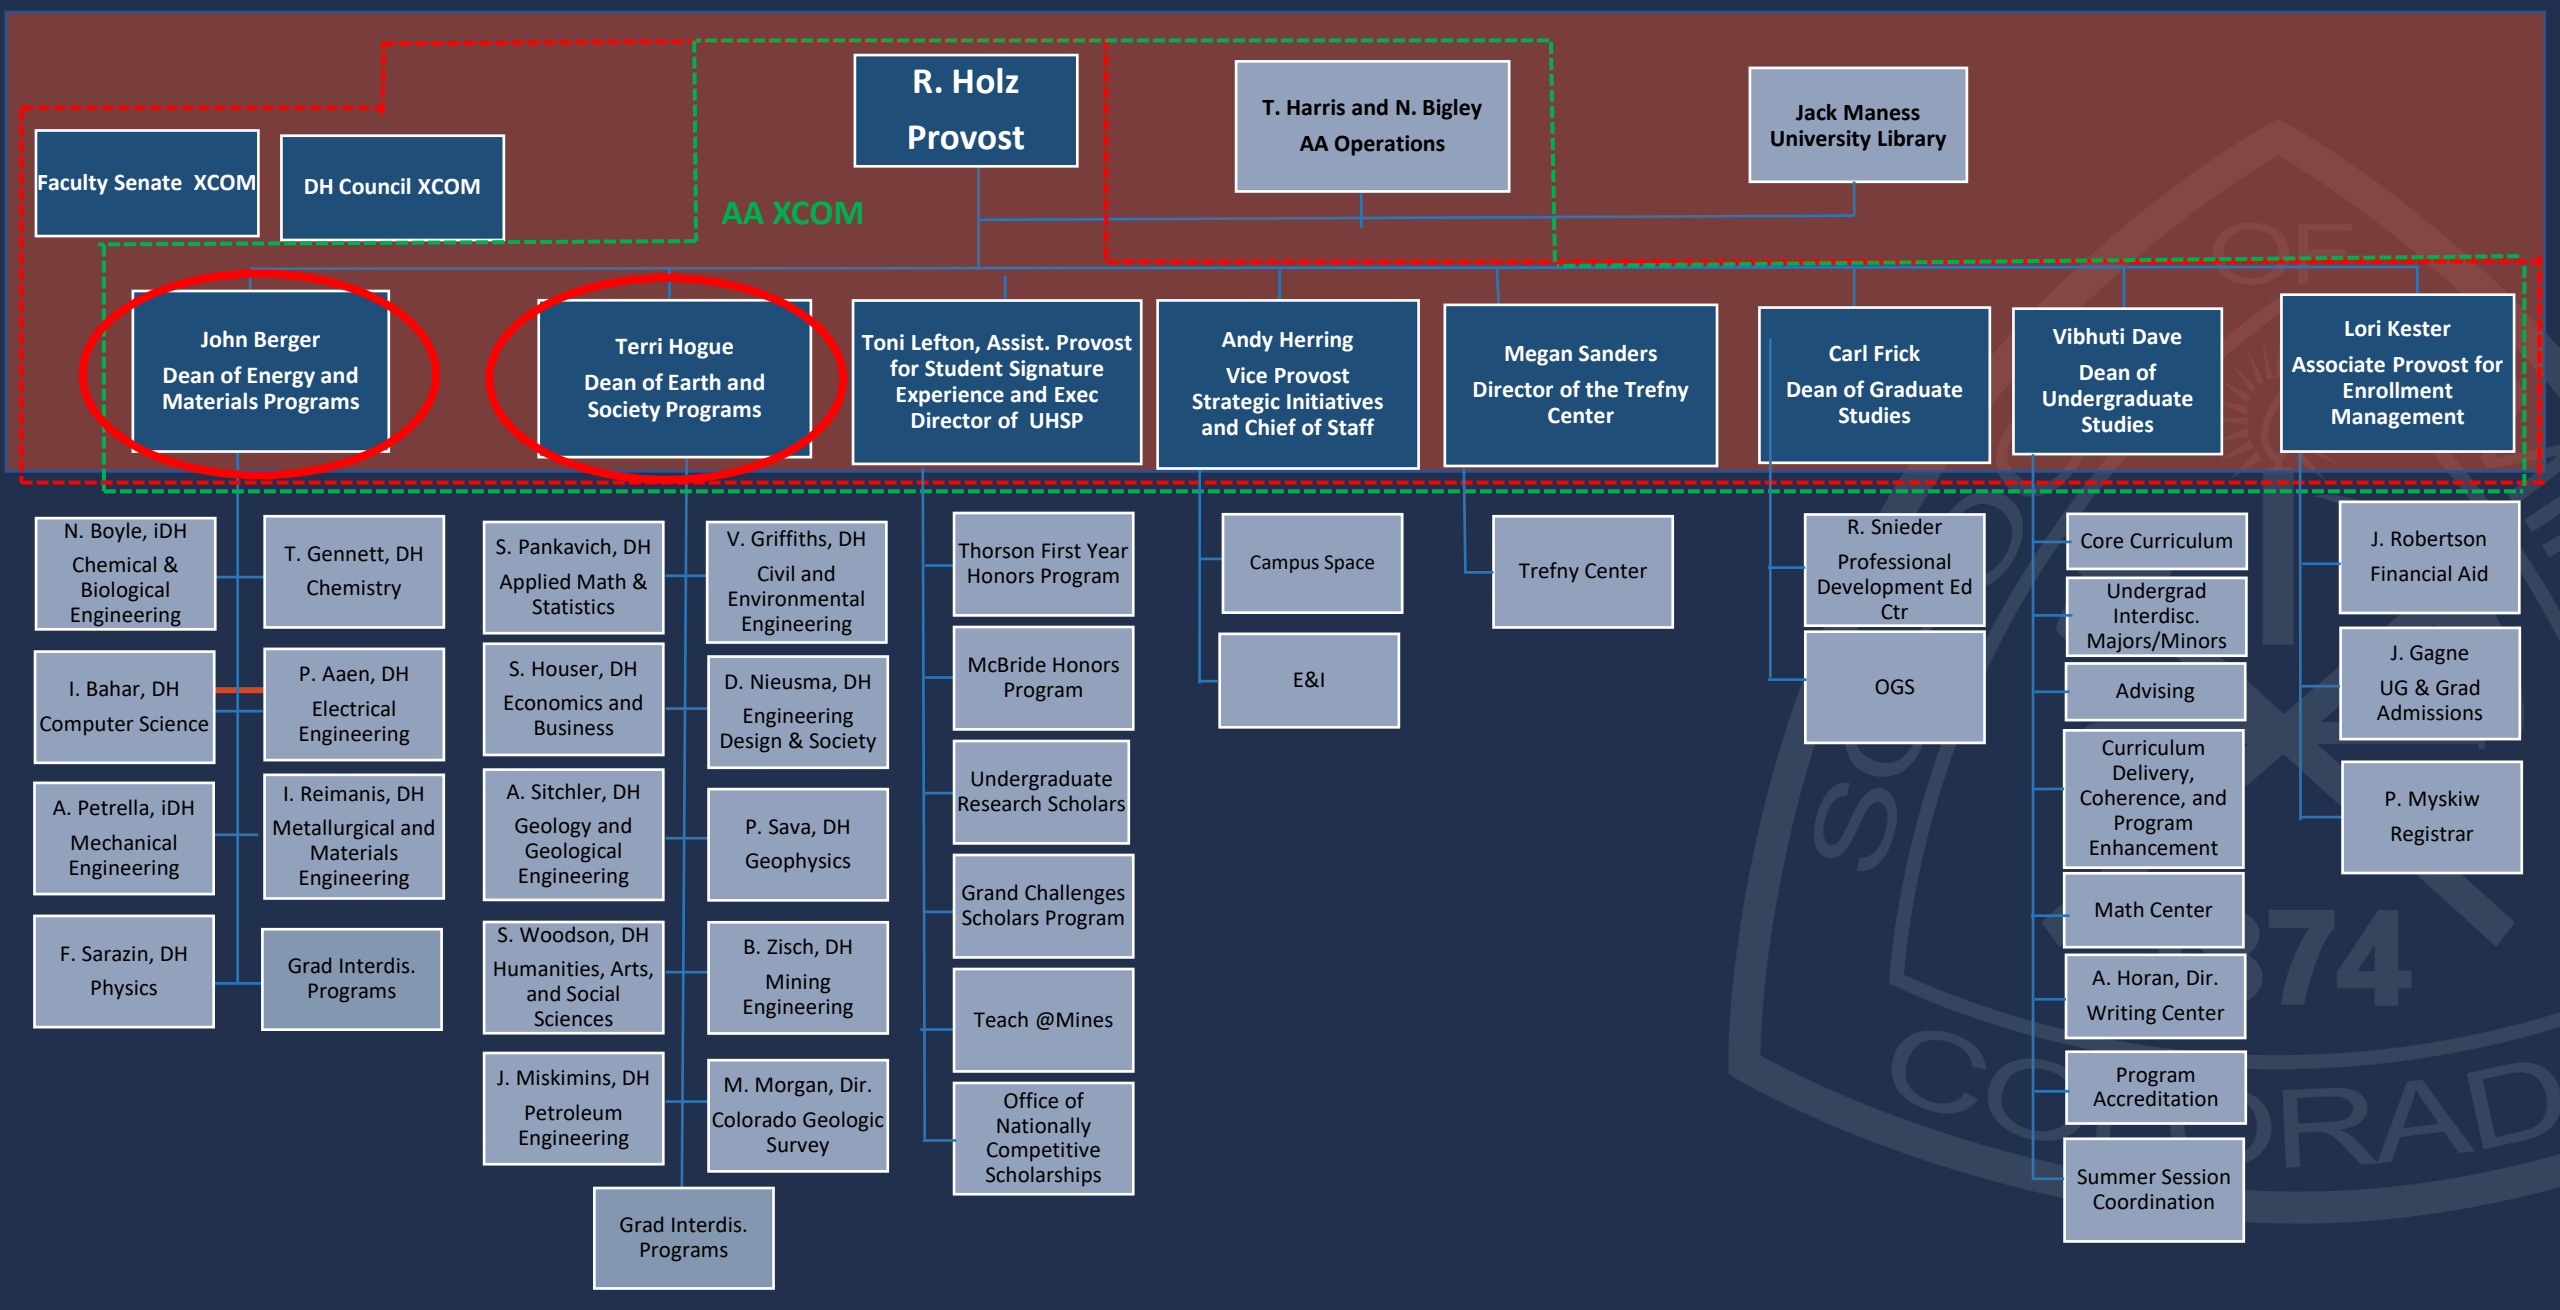 R. Holz
Provost
T. Harris and N. Bigley
AA Operations
Jack Maness
University Library
Faculty Senate  XCOM
DH Council XCOM
AA XCOM
John Berger
Dean of Energy and
Materials Programs
Terri Hogue
Dean of Earth and
Society Programs
Toni Lefton, Assist. Provost
for Student Signature
Experience and Exec
Director of  UHSP
Andy Herring
Vice Provost
Strategic Initiatives
and Chief of Staff
Megan Sanders
Director of the Trefny
Center
Carl Frick
Dean of Graduate
Studies
Vibhuti Dave
Dean of
Undergraduate
Studies
Lori Kester
Associate Provost for
Enrollment
Management
N. Boyle, iDH
Chemical &
Biological
Engineering
T. Gennett, DH
Chemistry
I. Bahar, DH
Computer Science
P. Aaen, DH
Electrical
Engineering
A. Petrella, iDH
Mechanical
Engineering
I. Reimanis, DH
Metallurgical and
Materials
Engineering
F. Sarazin, DH
Physics
Grad Interdis.
Programs
S. Pankavich, DH
Applied Math &
Statistics
V. Griffiths, DH
Civil and
Environmental
Engineering
S. Houser, DH
Economics and
Business
D. Nieusma, DH
Engineering
Design & Society
A. Sitchler, DH
Geology and
Geological
Engineering
P. Sava, DH
Geophysics
S. Woodson, DH
Humanities, Arts,
and Social
Sciences
B. Zisch, DH
Mining
Engineering
J. Miskimins, DH
Petroleum
Engineering
M. Morgan, Dir.
Colorado Geologic
Survey
Grad Interdis.
Programs
Thorson First Year
Honors Program
McBride Honors
Program
Undergraduate
Research Scholars
Grand Challenges
Scholars Program
Teach @Mines
Office of
Nationally
Competitive
Scholarships
Campus Space
E&I
Trefny Center
R. Snieder
Professional
Development Ed
Ctr
OGS
Core Curriculum
Undergrad
Interdisc.
Majors/Minors
Advising
Curriculum
Delivery,
Coherence, and
Program
Enhancement
Math Center
A. Horan, Dir.
Writing Center
Program
Accreditation
Summer Session
Coordination
J. Robertson
Financial Aid
J. Gagne
UG & Grad
Admissions
P. Myskiw
Registrar
OF